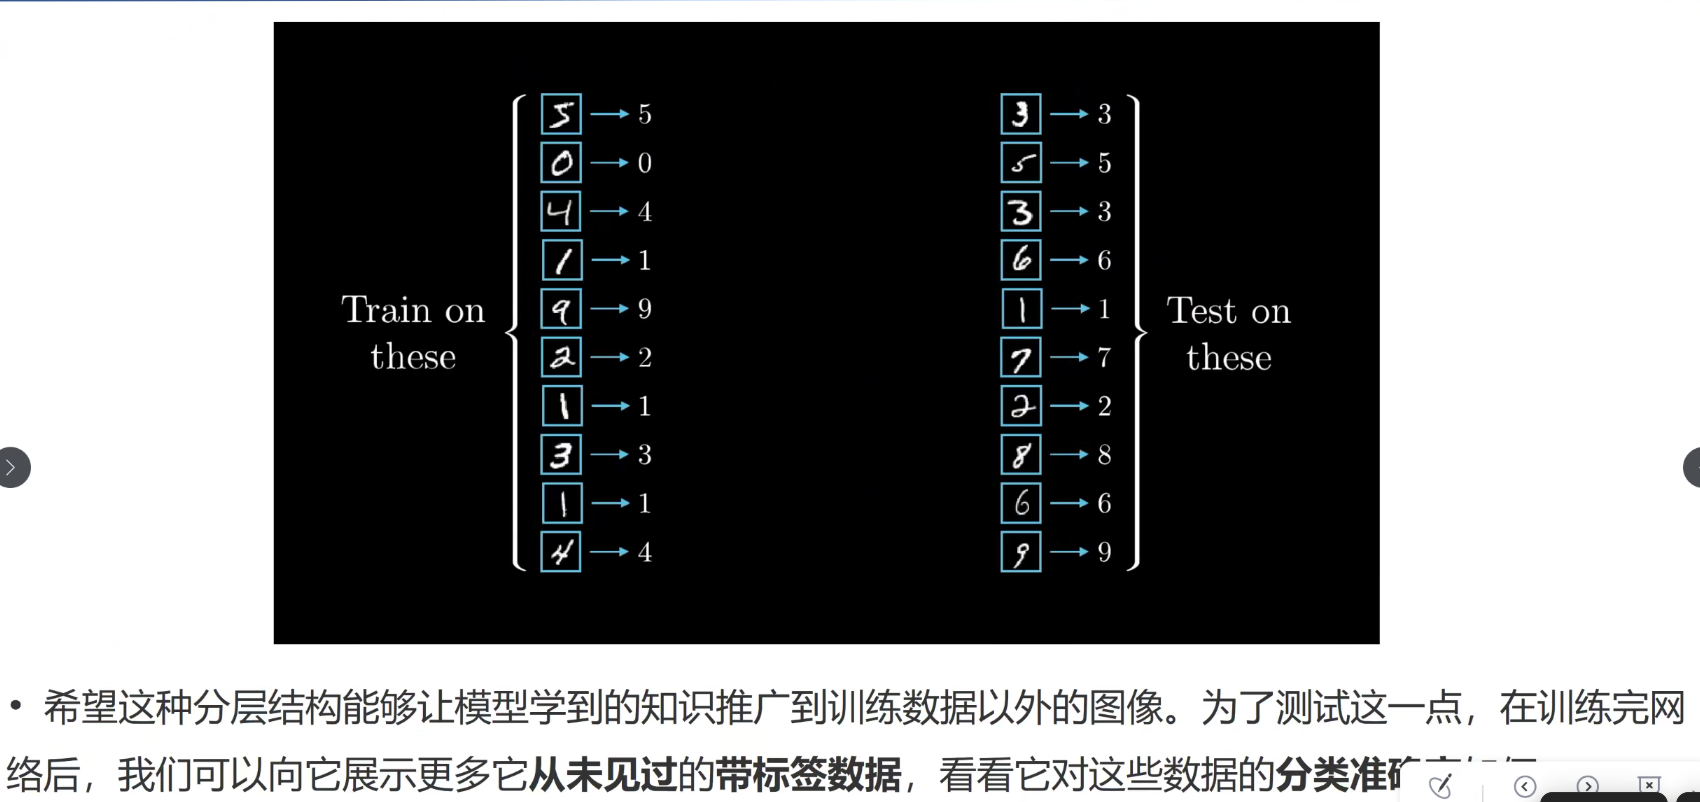 5 → 5
0 → 0
4 → 4
1 → 1
9 → 9
2 → 2
1 → 1
3 → 3
1 → 1
4 → 4
Train on
these
3 → 3
5 → 5
3 → 3
6 → 6
1 → 1
7 → 7
2 → 2
8 → 8
6 → 6
9 → 9
Test on
these
• 希望这种分层结构能够让模型学到的知识推广到训练数据以外的图像。为了测试这一点，在训练完网
络后，我们可以向它展示更多它从未见过的带标签数据，看看它对这些数据的分类准